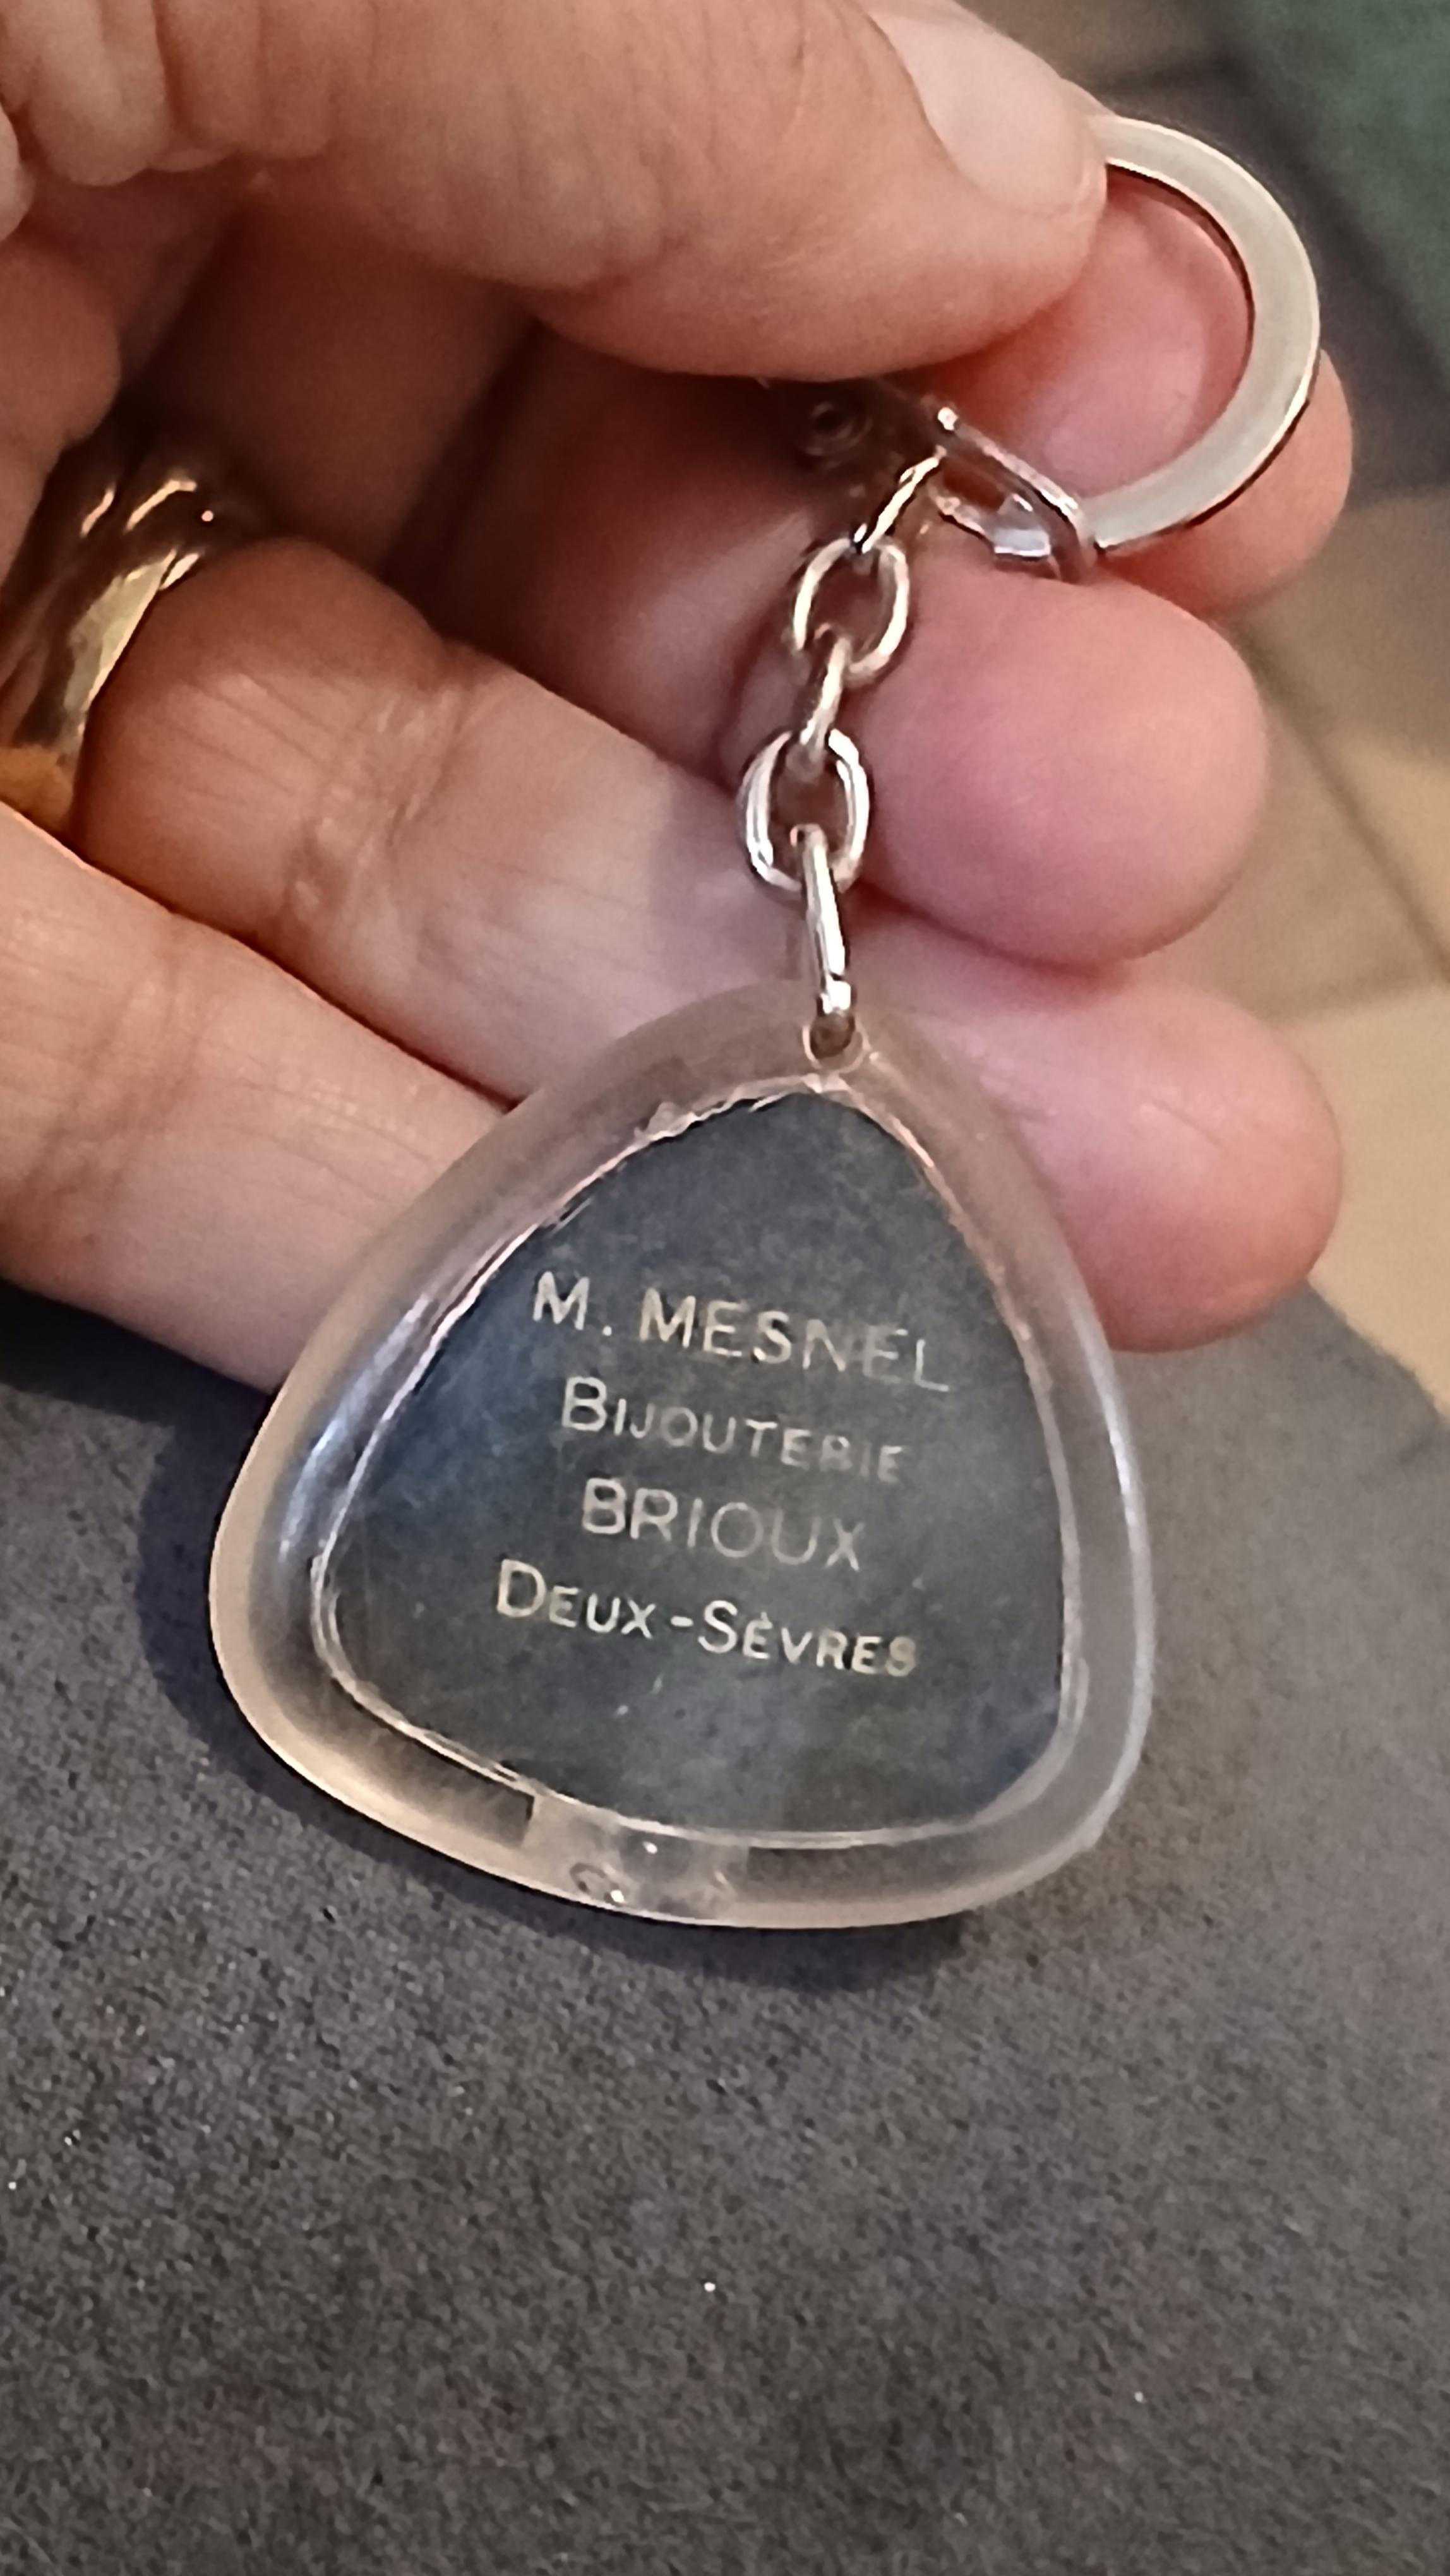 M. MESNEL
BIJOUTERIE
BRIOUX
DEUX-SÈVRES